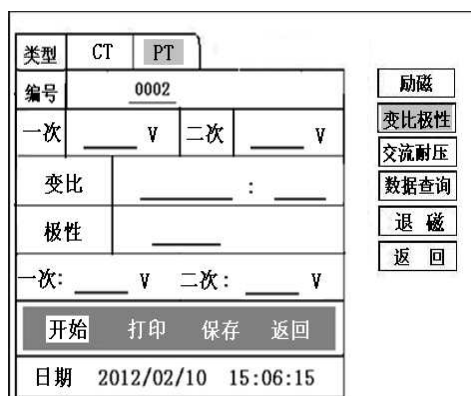 类型 CT PT
编号 0002
一次 V 二次 V
变比 :
极性
一次: V 二次: V
开始 打印 保存 返回
日期 2012/02/10 15:06:15
励磁
变比极性
交流耐压
数据查询
退 磁
返 回